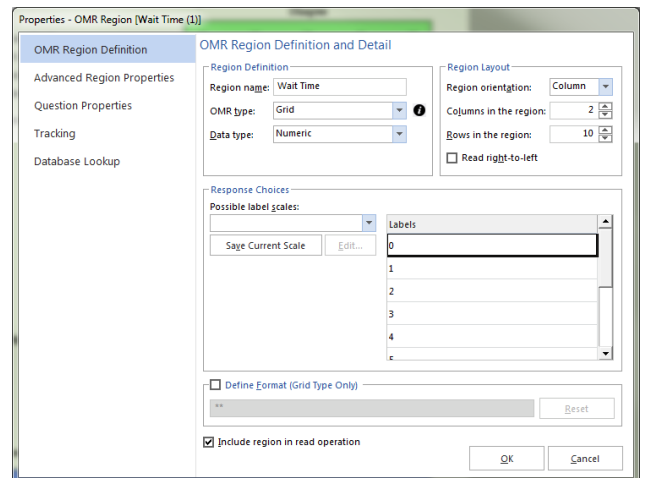 Properties - OMR Region [Wait Time (1)]
OMR Region Definition
Advanced Region Properties
Question Properties
Tracking
Database Lookup
OMR Region Definition and Detail
Region Definition
Region name: Wait Time
OMR type: Grid
Data type: Numeric
Region Layout
Region orientation: Column
Columns in the region: 2
Rows in the region: 10
Read right-to-left
Response Choices
Possible label scales:
Save Current Scale Edit...
Labels
0
1
2
3
4
5
Define Format (Grid Type Only)
**
Reset
Include region in read operation
OK Cancel